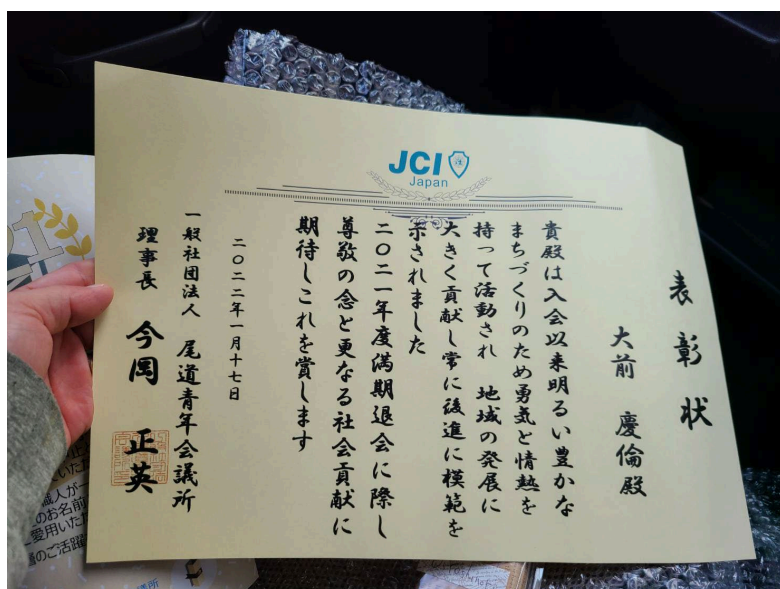 JCI
Japan
表彰状
大前 慶倫殿
貴殿は入会以来明るい豊かな
まちづくりのため勇気と情熱を
持って活動され 地域の発展に
大きく貢献し常に後進に模範を
示されました
二〇二一年度満期退会に際し
尊敬の念と更なる社会貢献に
期待しこれを賞します
二〇二二年一月十七日
一般社団法人 尾道青年会議所
理事長 今岡 正英